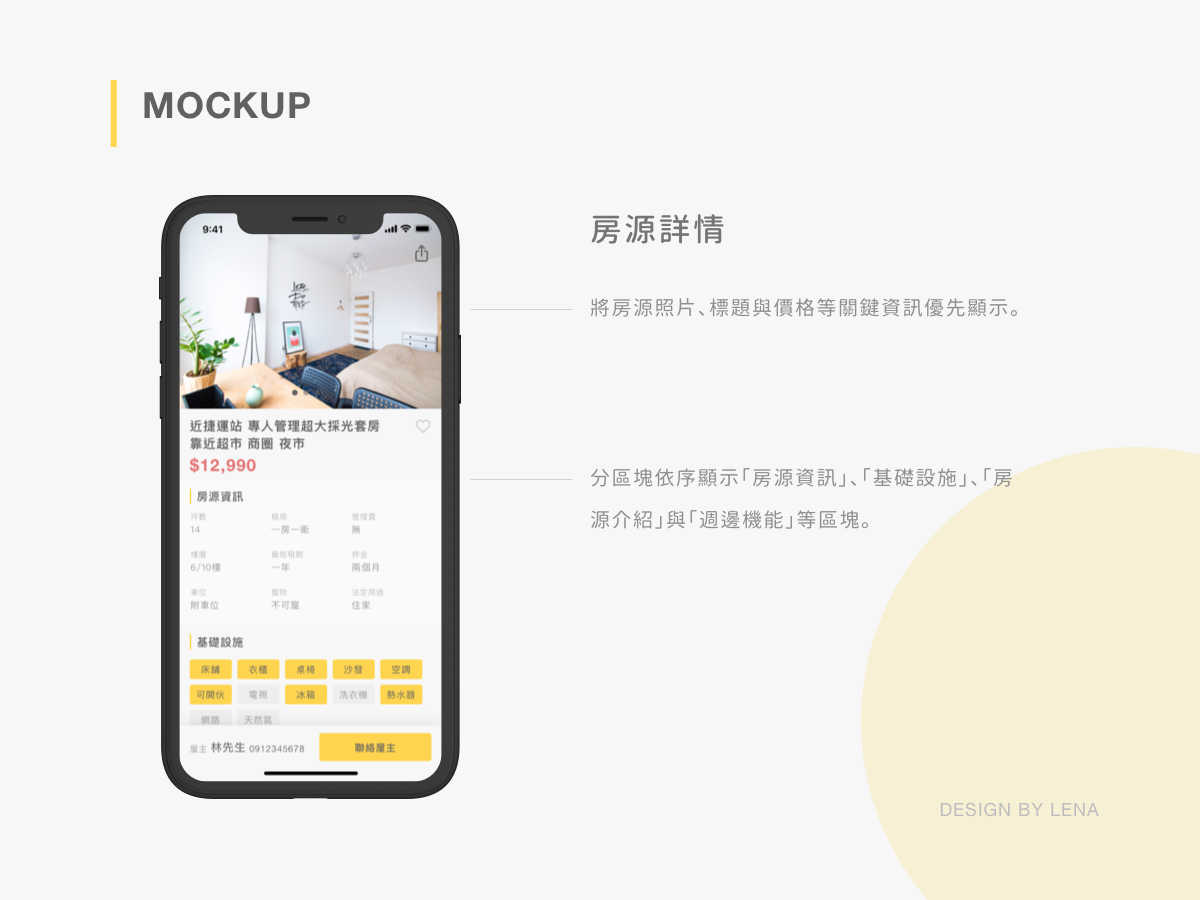 MOCKUP
9:41
近捷運站 專人管理超大採光套房
靠近超市 商圈 夜市
$12,990
房源資訊
坪數 格局 管理費
14 一房一衛 無
樓層 最短租期 押金
6/10樓 一年 兩個月
車位 寵物 法定用途
附車位 不可寵 住家
基礎設施
床鋪 衣櫃 桌椅 沙發 空調
可開伙 電視 冰箱 洗衣機 熱水器
網路 天然氣
屋主 林先生 0912345678 聯絡屋主
房源詳情
將房源照片、標題與價格等關鍵資訊優先顯示。
分區塊依序顯示「房源資訊」、「基礎設施」、「房
源介紹」與「週邊機能」等區塊。
DESIGN BY LENA